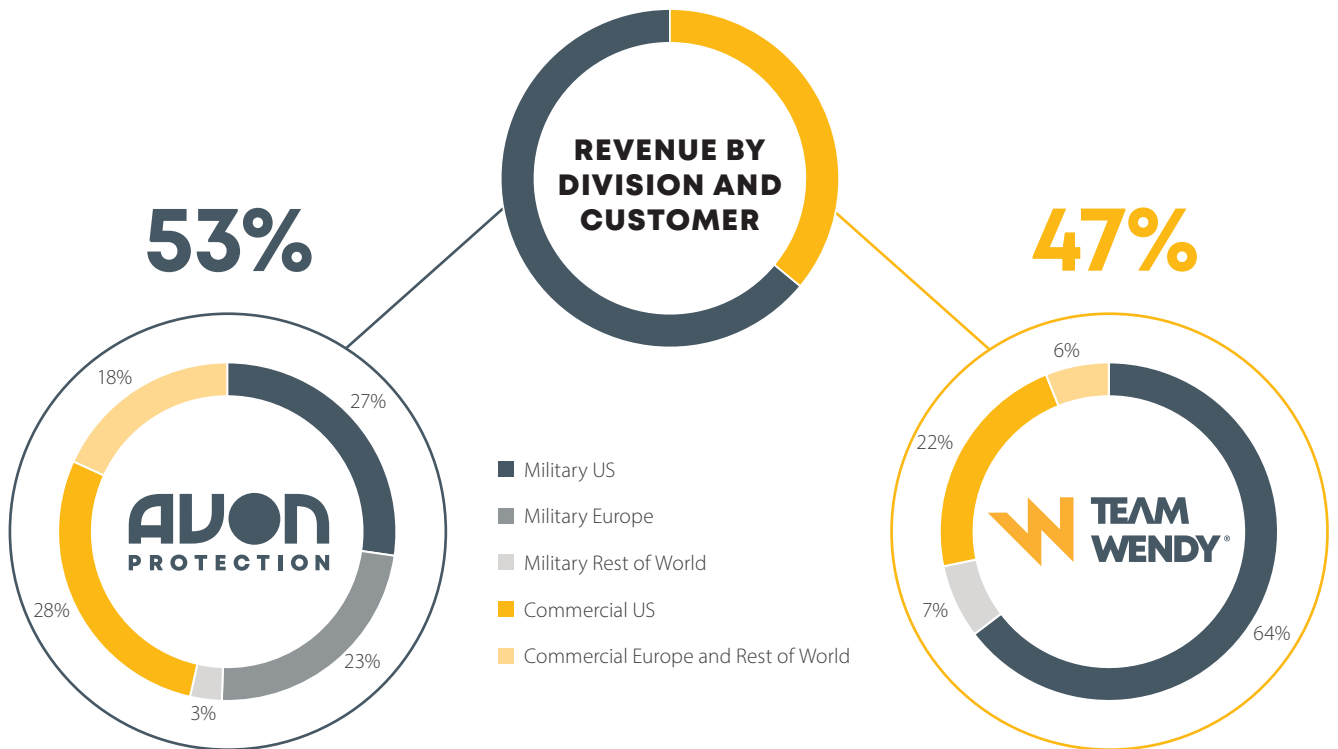 REVENUE BY
DIVISION AND
CUSTOMER
53%
47%
18%
27%
28%
23%
3%
AVON
PROTECTION
Military US
Military Europe
Military Rest of World
Commercial US
Commercial Europe and Rest of World
6%
22%
7%
64%
TEAM
WENDY®